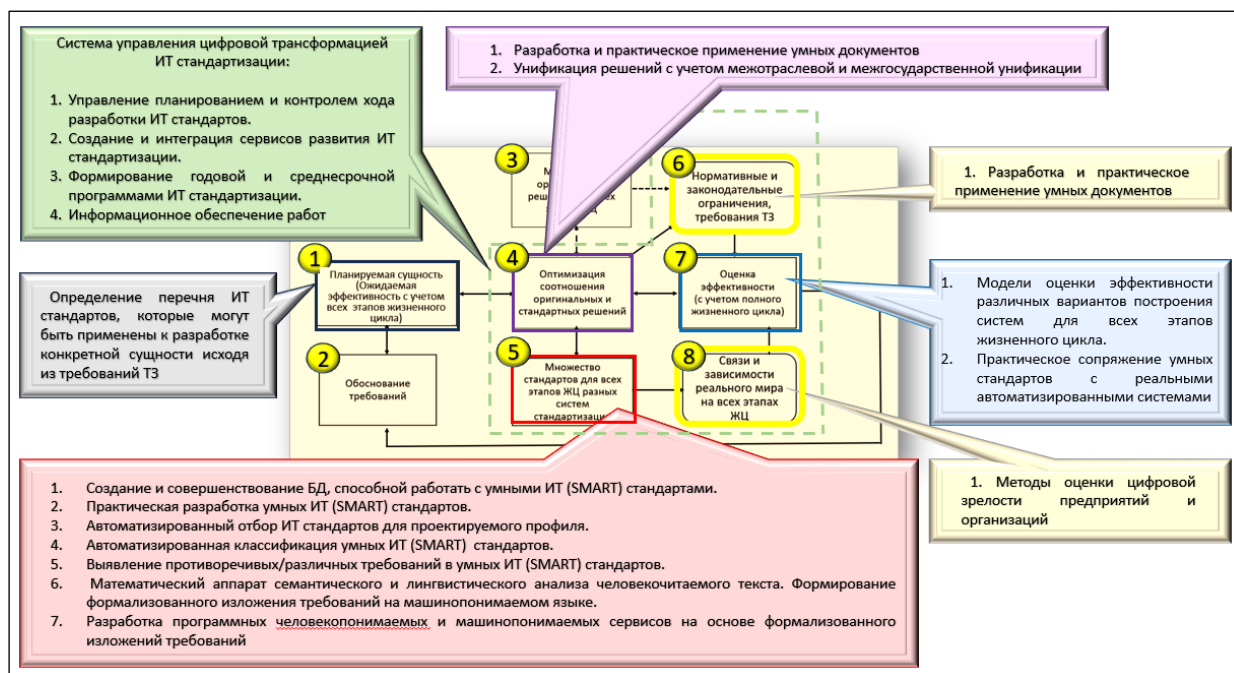 Система управления цифровой трансформацией
ИТ стандартизации:
1. Управление планированием и контролем хода
разработки ИТ стандартов.
2. Создание и интеграция сервисов развития ИТ
стандартизации.
3. Формирование годовой и среднесрочной
программами ИТ стандартизации.
4. Информационное обеспечение работ
1. Разработка и практическое применение умных документов
2. Унификация решений с учетом межотраслевой и межгосударственной унификации
3
6
Нормативные и
законодательные
ограничения,
требования ТЗ
1. Разработка и практическое
применение умных документов
1
Планируемая сущность
(Ожидаемая
эффективность с учетом
всех этапов жизненного
цикла)
4
Оптимизация
соотношения
оригинальных и
стандартных решений
7
Оценка
эффективности
(с учетом полного
жизненного цикла)
Определение перечня ИТ
стандартов, которые могут
быть применены к разработке
конкретной сущности исходя
из требований ТЗ
1. Модели оценки эффективности
различных вариантов построения
систем для всех этапов
жизненного цикла.
2. Практическое сопряжение умных
стандартов с реальными
автоматизированными системами
2
Обоснование
требований
5
Множество
стандартов для всех
этапов ЖЦ разных
систем
стандартизации
8
Связи и
зависимости
реального мира
на всех этапах
ЖЦ
1. Методы оценки цифровой
зрелости предприятий и
организаций
1. Создание и совершенствование БД, способной работать с умными ИТ (SMART) стандартами.
2. Практическая разработка умных ИТ (SMART) стандартов.
3. Автоматизированный отбор ИТ стандартов для проектируемого профиля.
4. Автоматизированная классификация умных ИТ (SMART) стандартов.
5. Выявление противоречивых/различных требований в умных ИТ (SMART) стандартов.
6. Математический аппарат семантического и лингвистического анализа человекочитаемого текста. Формирование
формализованного изложения требований на машинопонимаемом языке.
7. Разработка программных человекопонимаемых и машинопонимаемых сервисов на основе формализованного
изложений требований